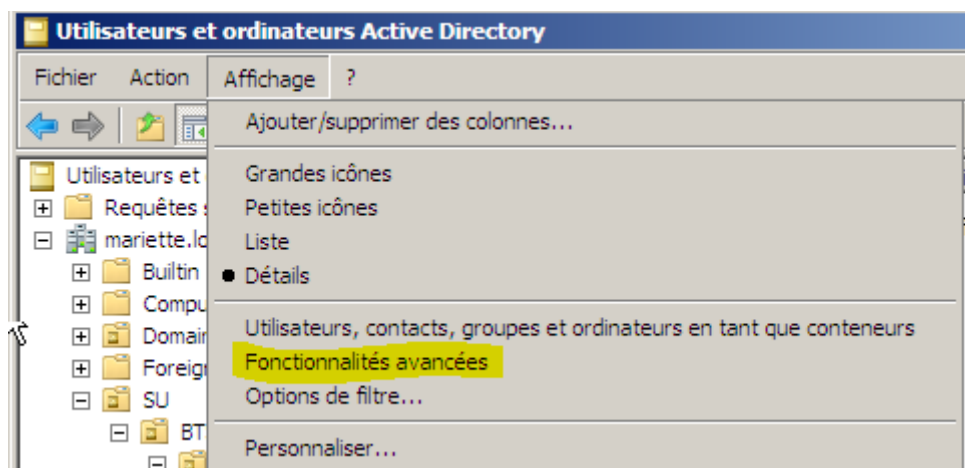 Utilisateurs et ordinateurs Active Directory
Fichier Action Affichage ?
Ajouter/supprimer des colonnes...
Utilisateurs et
Grandes icônes
Requêtes
Petites icônes
mariette.lo
Liste
Builtin
Détails
Compu
Domain
Utilisateurs, contacts, groupes et ordinateurs en tant que conteneurs
Foreig
Fonctionnalités avancées
SU
Options de filtre...
BT
Personnaliser...